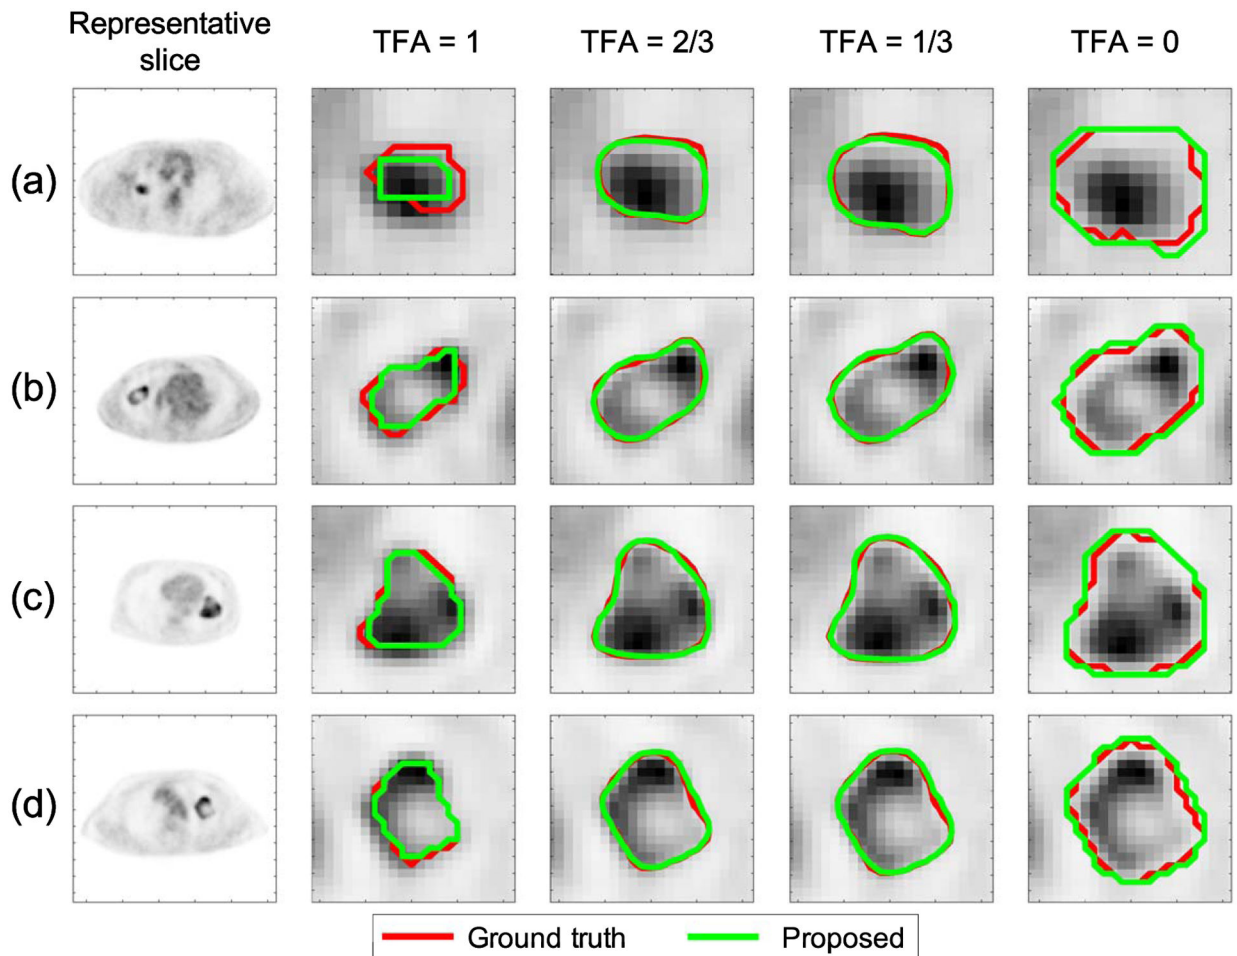 Representative
slice
TFA = 1
TFA = 2/3
TFA = 1/3
TFA = 0
(a)
(b)
(c)
(d)
Ground truth
Proposed